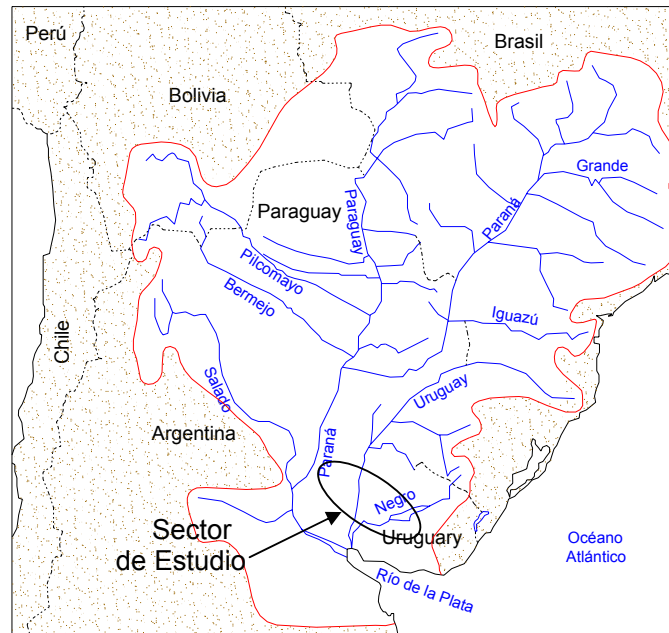 Perú
Brasil
Bolivia
Grande
Paraguay
Paraguay
Paraná
Pilcomayo
Bermejo
Iguazú
Chile
Salado
Uruguay
Argentina
Paraná
Negro
Sector
de Estudio
Uruguary
Océano
Atlántico
Río de la Plata